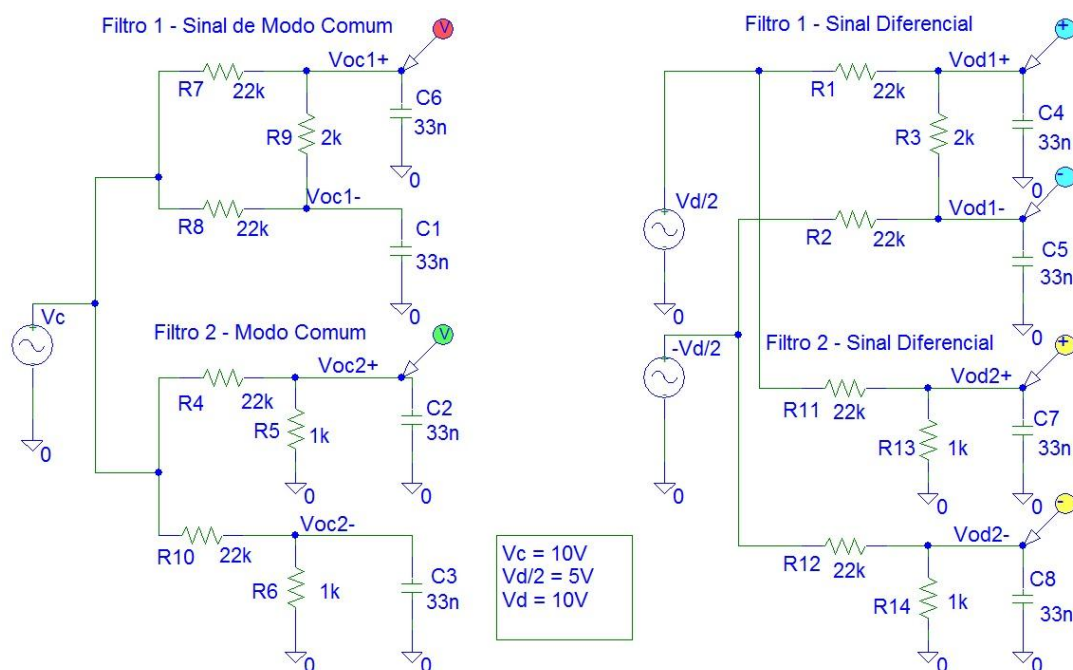 Filtro 1 - Sinal de Modo Comum
V
Voc1+
R7
22k
C6
33n
R9
2k
0
Voc1-
R8
22k
C1
33n
0
Vc
0
Filtro 2 - Modo Comum
V
Voc2+
R4
22k
R5
1k
C2
33n
0
0
Voc2-
R10
22k
R6
1k
C3
33n
0
0
Vc = 10V
Vd/2 = 5V
Vd = 10V
Filtro 1 - Sinal Diferencial
+
Vod1+
R1
22k
C4
33n
R3
2k
0
-
Vod1-
R2
22k
C5
33n
0
Vd/2
0
-Vd/2
0
Filtro 2 - Sinal Diferencial
+
Vod2+
R11
22k
R13
1k
C7
33n
0
0
-
Vod2-
R12
22k
R14
1k
C8
33n
0
0